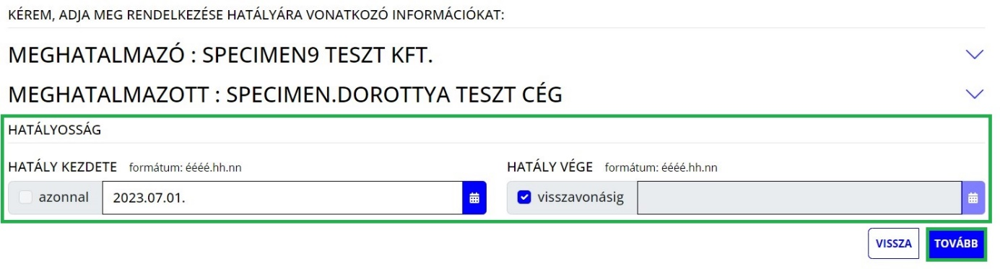 KÉREM, ADJA MEG RENDELKEZÉSE HATÁLYÁRA VONATKOZÓ INFORMÁCIÓKAT:
MEGHATALMAZÓ : SPECIMEN9 TESZT KFT.
MEGHATALMAZOTT : SPECIMEN.DOROTTYA TESZT CÉG
HATÁLYOSSÁG
HATÁLY KEZDETE formátum: éééé.hh.nn
azonnal 2023.07.01.
HATÁLY VÉGE formátum: éééé.hh.nn
visszavonásig
VISSZA TOVÁBB